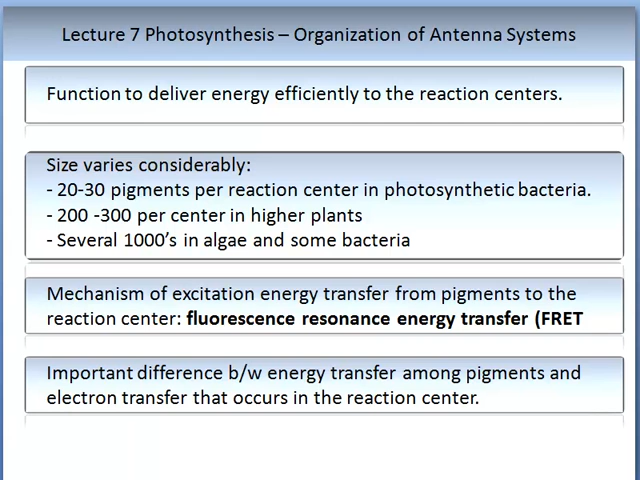 Lecture 7 Photosynthesis – Organization of Antenna Systems
Function to deliver energy efficiently to the reaction centers.
Size varies considerably:
- 20-30 pigments per reaction center in photosynthetic bacteria.
- 200 -300 per center in higher plants
- Several 1000’s in algae and some bacteria
Mechanism of excitation energy transfer from pigments to the
reaction center: fluorescence resonance energy transfer (FRET
Important difference b/w energy transfer among pigments and
electron transfer that occurs in the reaction center.